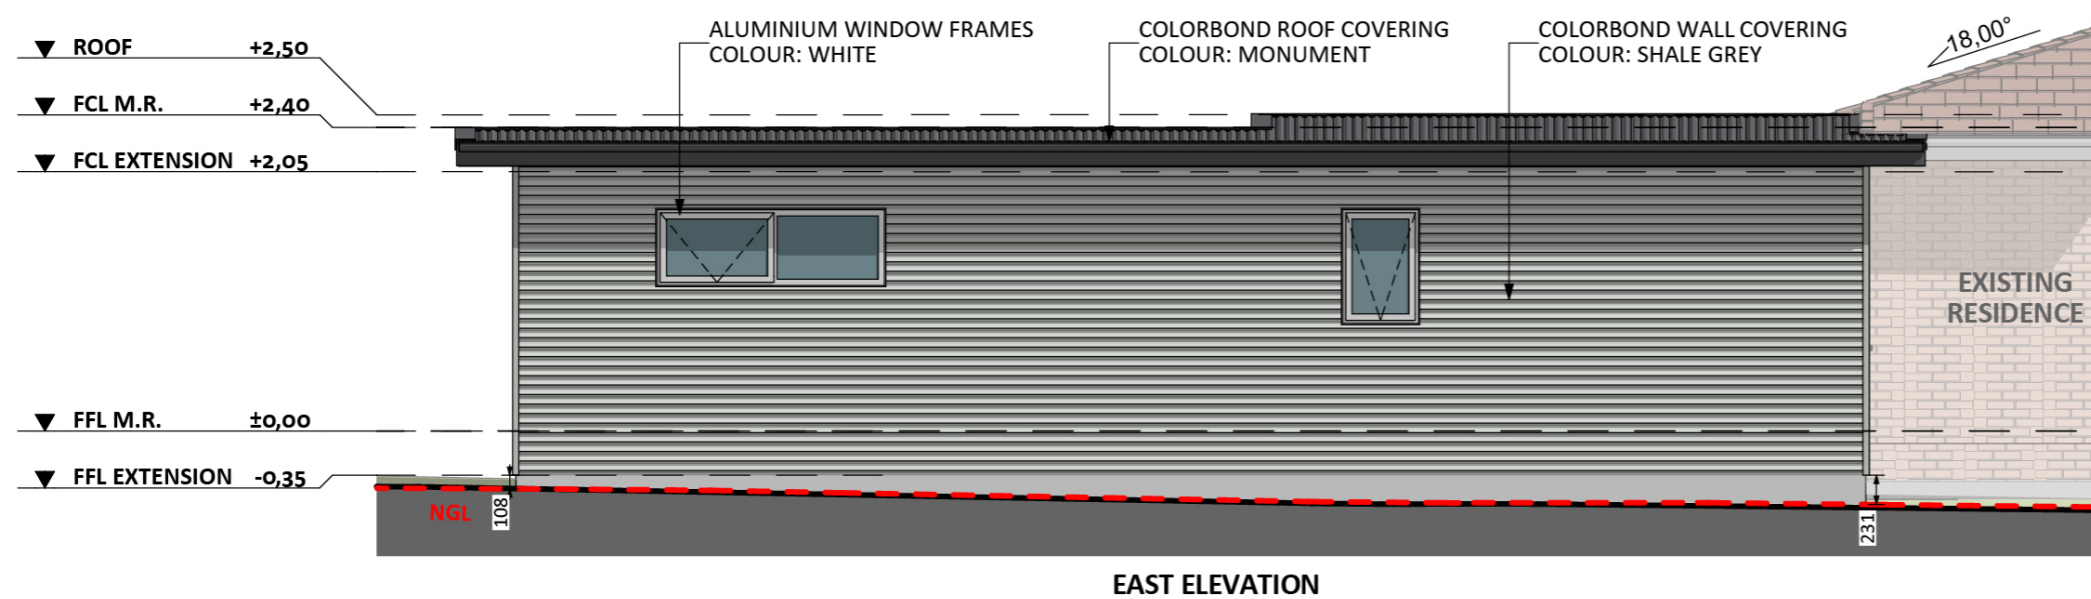 ALUMINIUM WINDOW FRAMES
COLOUR: WHITE
COLORBOND ROOF COVERING
COLOUR: MONUMENT
COLORBOND WALL COVERING
COLOUR: SHALE GREY
18,00°
ROOF +2,50
FCL M.R. +2,40
FCL EXTENSION +2,05
EXISTING
RESIDENCE
FFL M.R. ±0,00
FFL EXTENSION -0,35
NGL
108
231
EAST ELEVATION